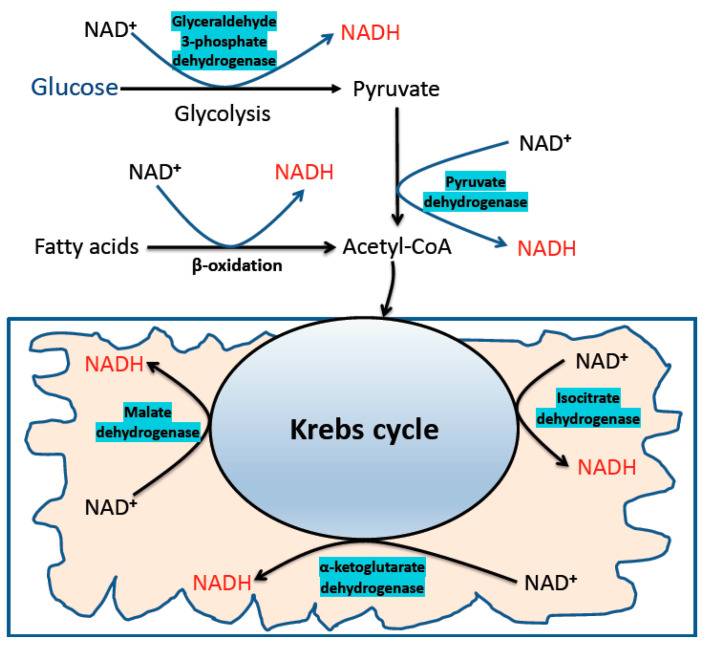 NAD+
Glyceraldehyde
3-phosphate
dehydrogenase
NADH
Glucose
Glycolysis
Pyruvate
NAD+
NADH
NAD+
Pyruvate
dehydrogenase
NADH
Fatty acids
β-oxidation
Acetyl-CoA
NADH
Malate
dehydrogenase
NAD+
Krebs cycle
NAD+
Isocitrate
dehydrogenase
NADH
NADH
α-ketoglutarate
dehydrogenase
NAD+